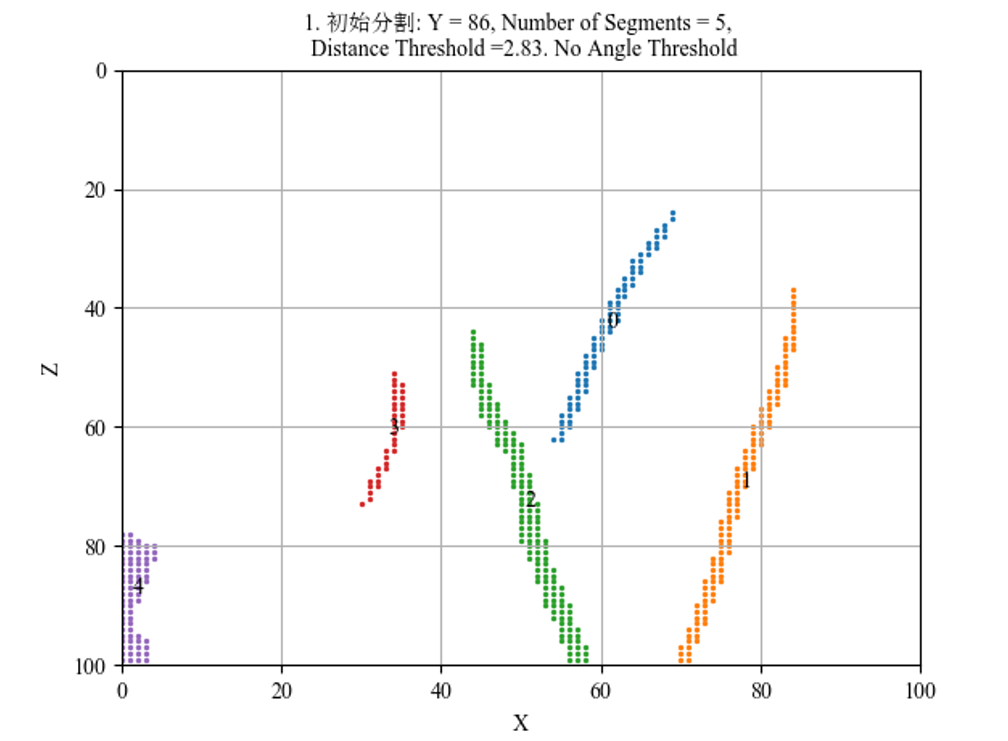 1. 初始分割: Y = 86, Number of Segments = 5,
Distance Threshold =2.83. No Angle Threshold
0
20
40
60
80
100
Z
0
1
2
3
4
0 20 40 60 80 100
X